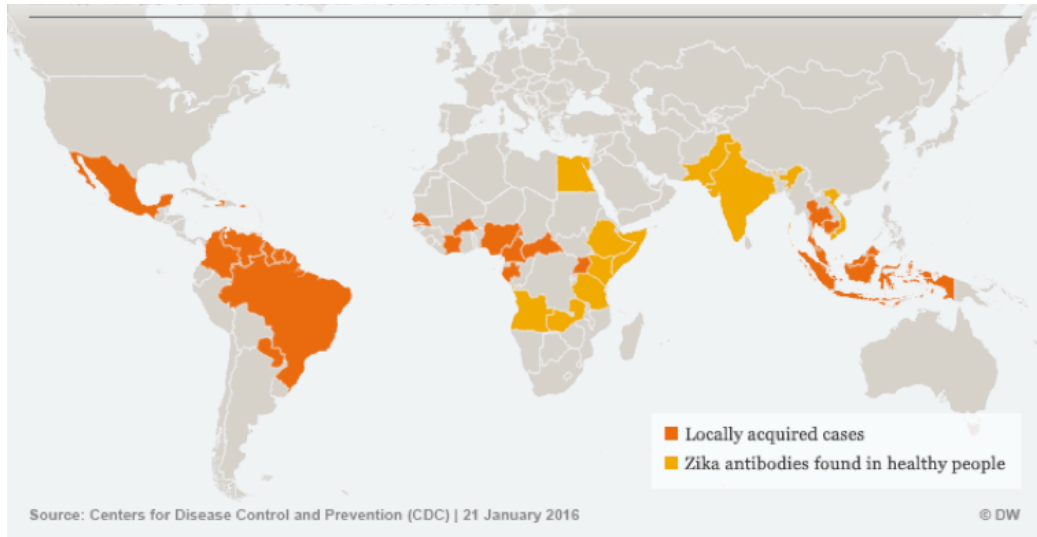 Locally acquired cases
Zika antibodies found in healthy people
Source: Centers for Disease Control and Prevention (CDC) | 21 January 2016
© DW